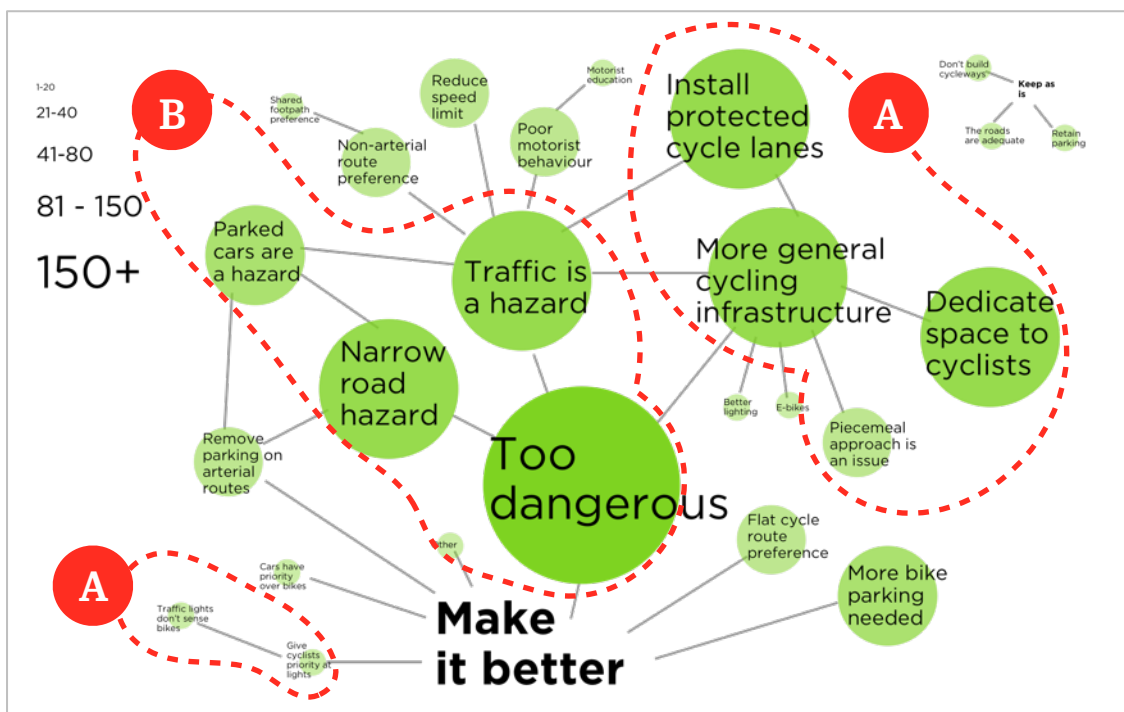 1-20
21-40
41-80
81 - 150
150+
B
Shared
footpath
preference
Non-arterial
route
preference
Reduce
speed
limit
Motorist
education
Poor
motorist
behaviour
Install
protected
cycle lanes
A
Don't build
cycleways
Keep as
is
The roads
are adequate
Retain
parking
Parked
cars are
a hazard
Traffic is
a hazard
More general
cycling
infrastructure
Dedicate
space to
cyclists
Narrow
road
hazard
Better
lighting
E-bikes
Piecemeal
approach is
an issue
Remove
parking on
arterial
routes
Too
dangerous
Flat cycle
route
preference
More bike
parking
needed
Other
A
Cars have
priority
over bikes
Traffic lights
don't sense
bikes
Give
cyclists
priority at
lights
Make
it better